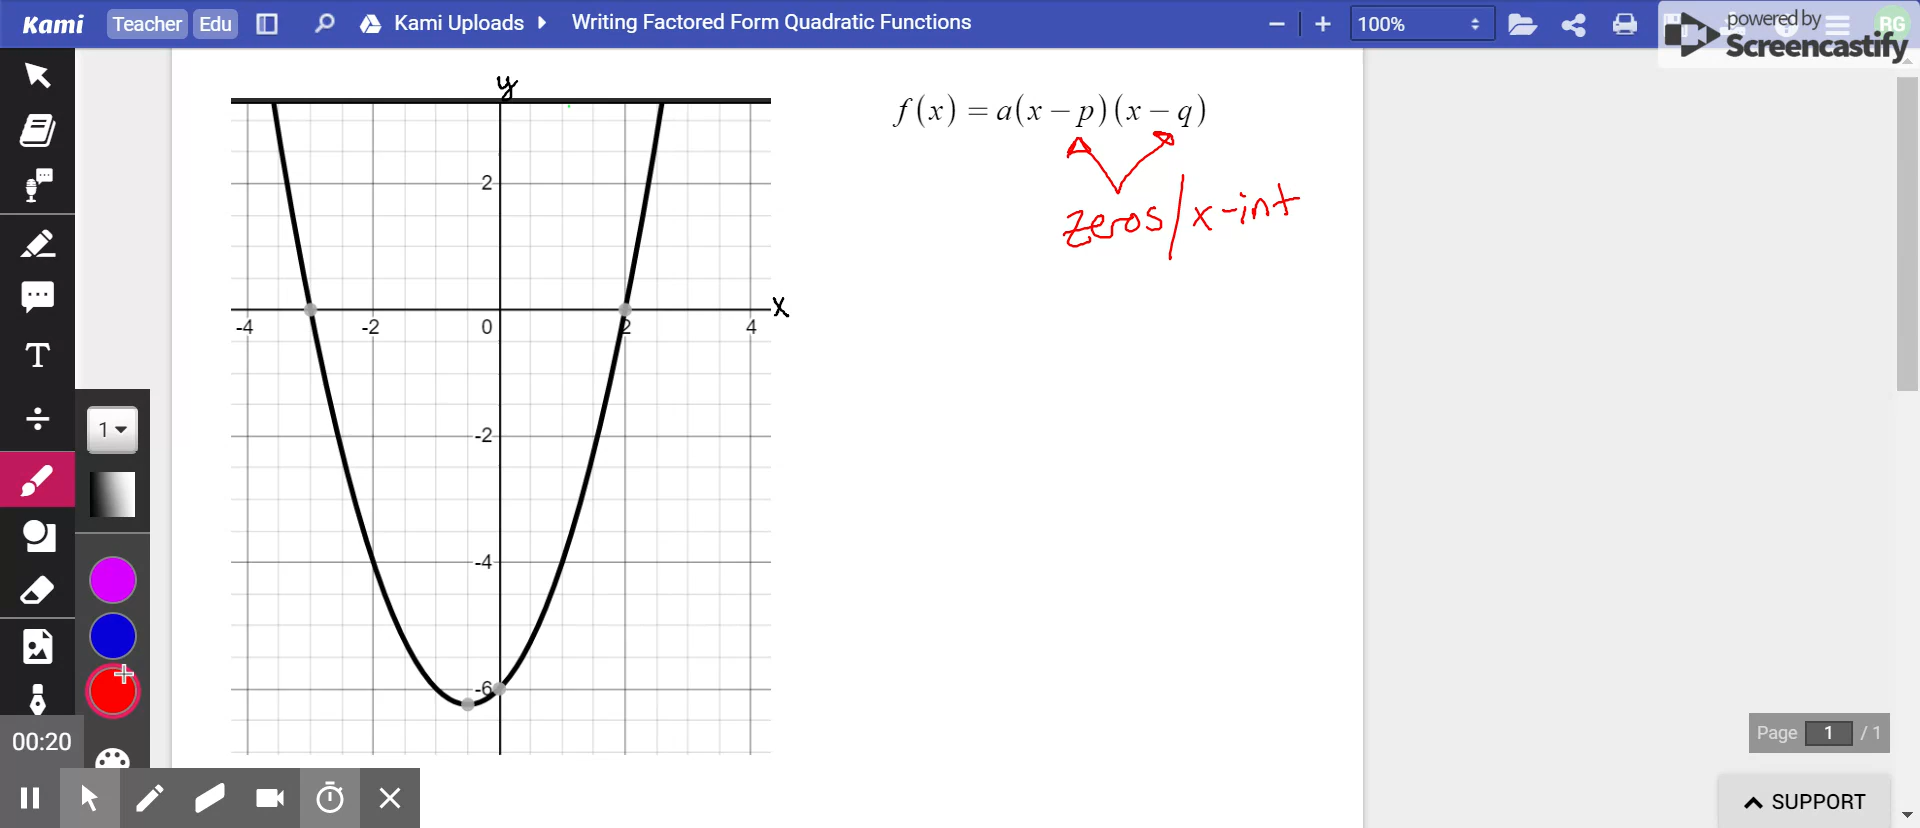 Kami Teacher Edu Kami Uploads Writing Factored Form Quadratic Functions 100% RG
powered by
Screencastify
y
f(x) = a(x − p)(x − q)
zeros/x-int
2
x
-4 -2 0 2 4
-2
-4
-6
T
1
00:20
Page 1 / 1
SUPPORT